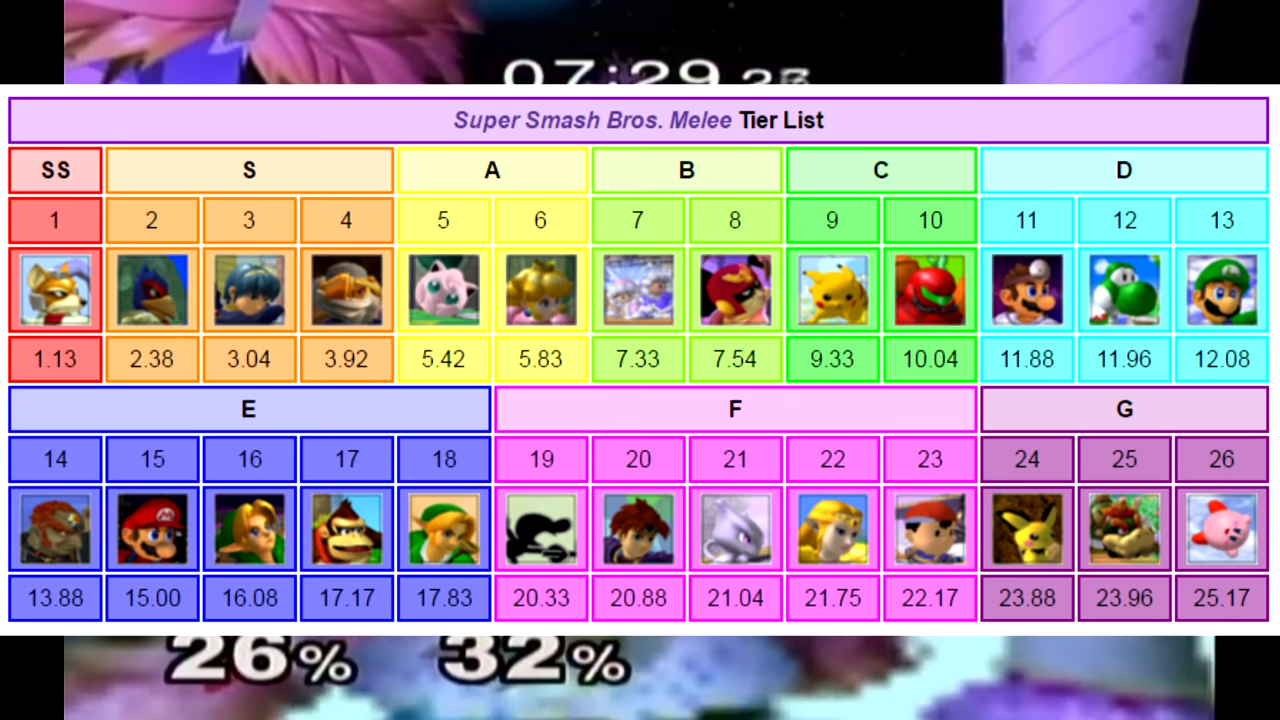 07:29 27
Super Smash Bros. Melee Tier List
SS S A B C D
1 2 3 4 5 6 7 8 9 10 11 12 13
1.13 2.38 3.04 3.92 5.42 5.83 7.33 7.54 9.33 10.04 11.88 11.96 12.08
E F G
14 15 16 17 18 19 20 21 22 23 24 25 26
13.88 15.00 16.08 17.17 17.83 20.33 20.88 21.04 21.75 22.17 23.88 23.96 25.17
26% 32%